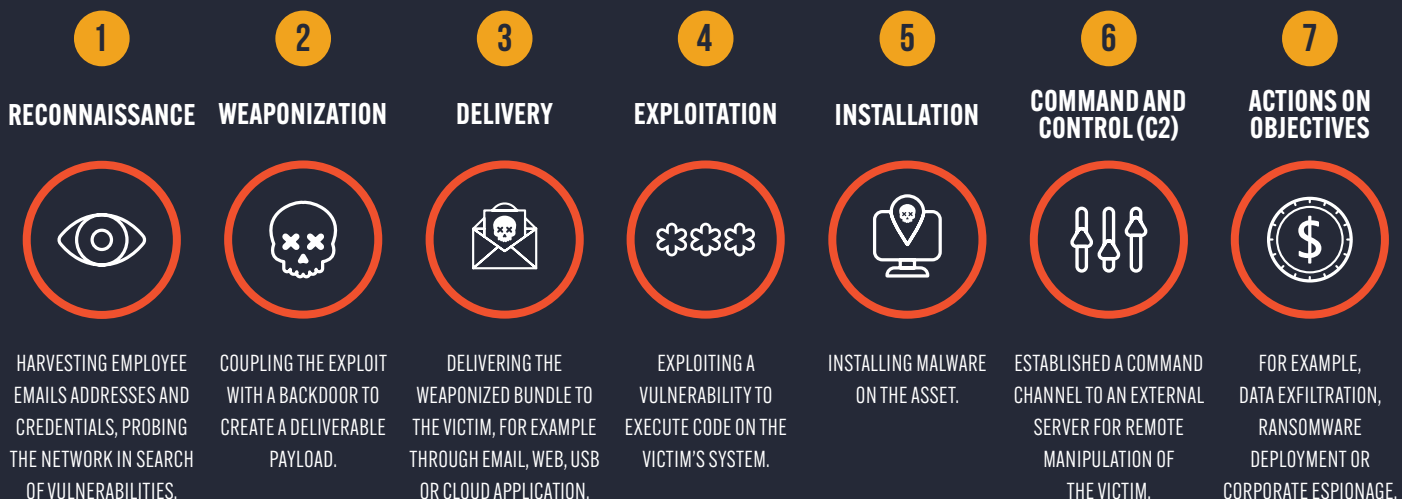 1
RECONNAISSANCE
HARVESTING EMPLOYEE
EMAILS ADDRESSES AND
CREDENTIALS, PROBING
THE NETWORK IN SEARCH
OF VULNERABILITIES.
2
WEAPONIZATION
COUPLING THE EXPLOIT
WITH A BACKDOOR TO
CREATE A DELIVERABLE
PAYLOAD.
3
DELIVERY
DELIVERING THE
WEAPONIZED BUNDLE TO
THE VICTIM, FOR EXAMPLE
THROUGH EMAIL, WEB, USB
OR CLOUD APPLICATION.
4
EXPLOITATION
EXPLOITING A
VULNERABILITY TO
EXECUTE CODE ON THE
VICTIM'S SYSTEM.
5
INSTALLATION
INSTALLING MALWARE
ON THE ASSET.
6
COMMAND AND
CONTROL (C2)
ESTABLISHED A COMMAND
CHANNEL TO AN EXTERNAL
SERVER FOR REMOTE
MANIPULATION OF
THE VICTIM.
7
ACTIONS ON
OBJECTIVES
$
FOR EXAMPLE,
DATA EXFILTRATION,
RANSOMWARE
DEPLOYMENT OR
CORPORATE ESPIONAGE.